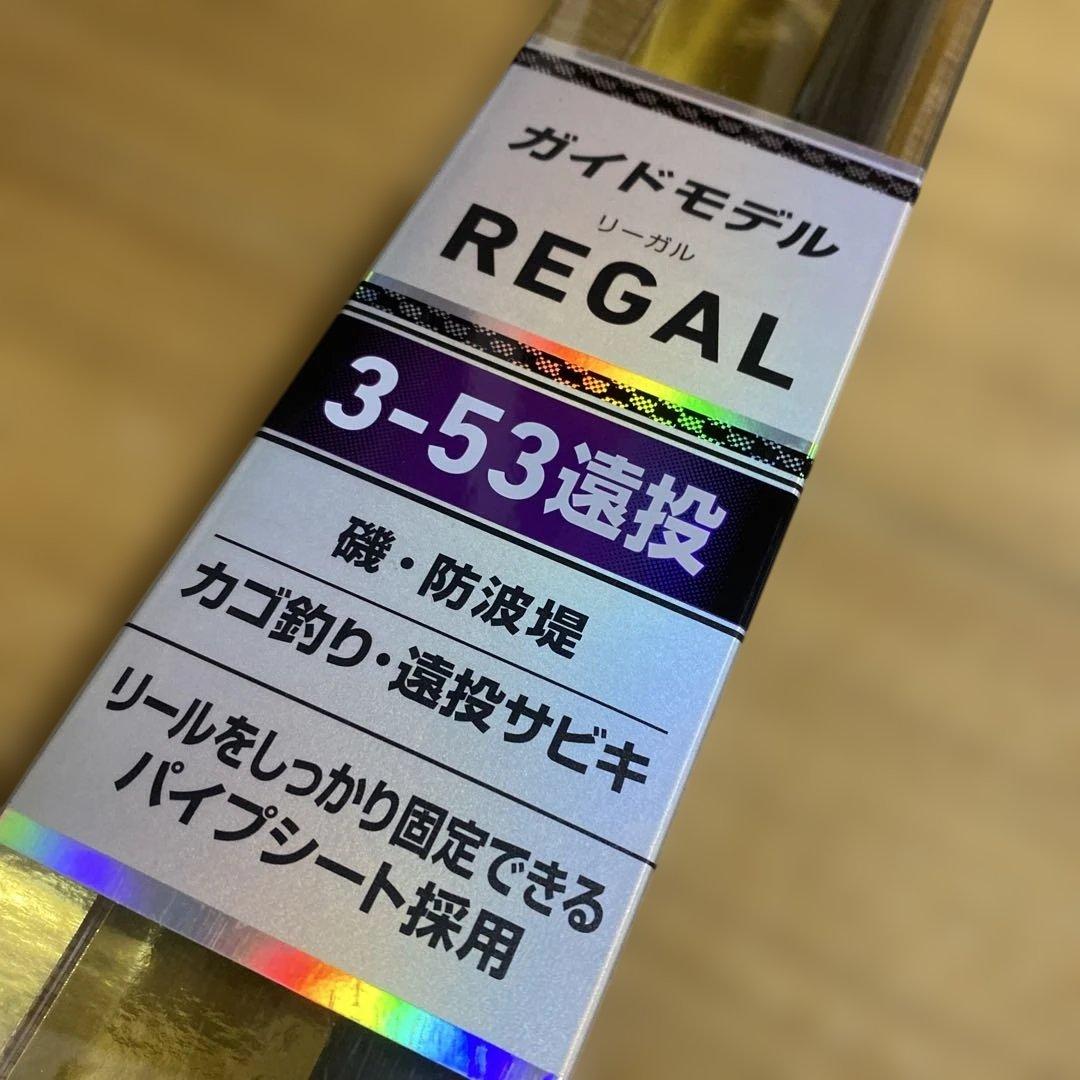 ガイドモデル
リーガル
REGAL
3-53遠投
磯・防波堤
カゴ釣り・遠投サビキ
リールをしっかり固定できる
パイプシート採用